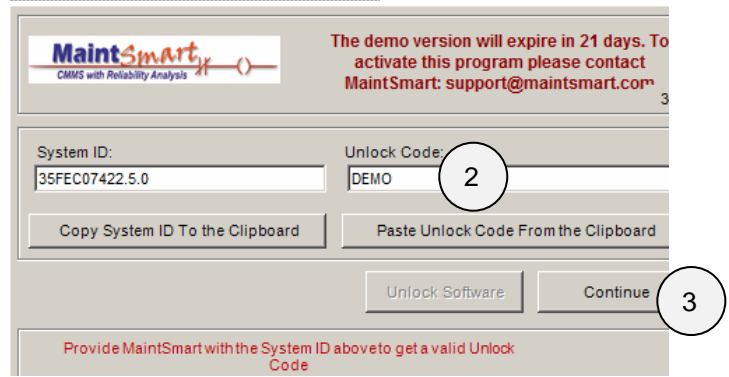 MaintSmart
CMMS with Reliability Analysis
The demo version will expire in 21 days. To
activate this program please contact
MaintSmart: support@maintsmart.com
3
System ID:
Unlock Code:
35FEC07422.5.0
DEMO
2
Copy System ID To the Clipboard
Paste Unlock Code From the Clipboard
Unlock Software
Continue
3
Provide MaintSmart with the System ID above to get a valid Unlock
Code